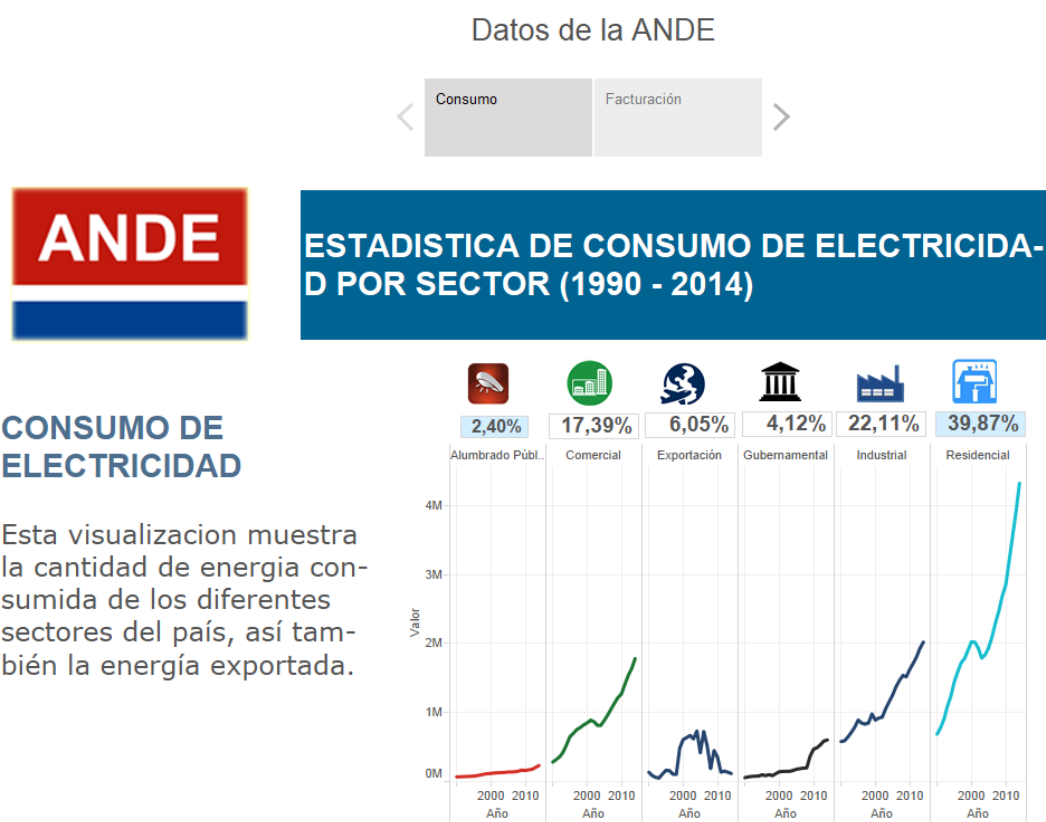 Datos de la ANDE
Consumo
Facturación
ANDE
ESTADISTICA DE CONSUMO DE ELECTRICIDA-
D POR SECTOR (1990 - 2014)
CONSUMO DE
ELECTRICIDAD
Esta visualizacion muestra
la cantidad de energia con-
sumida de los diferentes
sectores del país, así tam-
bién la energía exportada.
2,40% 17,39% 6,05% 4,12% 22,11% 39,87%
Alumbrado Públ.. Comercial Exportación Gubernamental Industrial Residencial
4M
3M
2M
1M
0M
Valor
2000 2010 2000 2010 2000 2010 2000 2010 2000 2010 2000 2010
Año Año Año Año Año Año